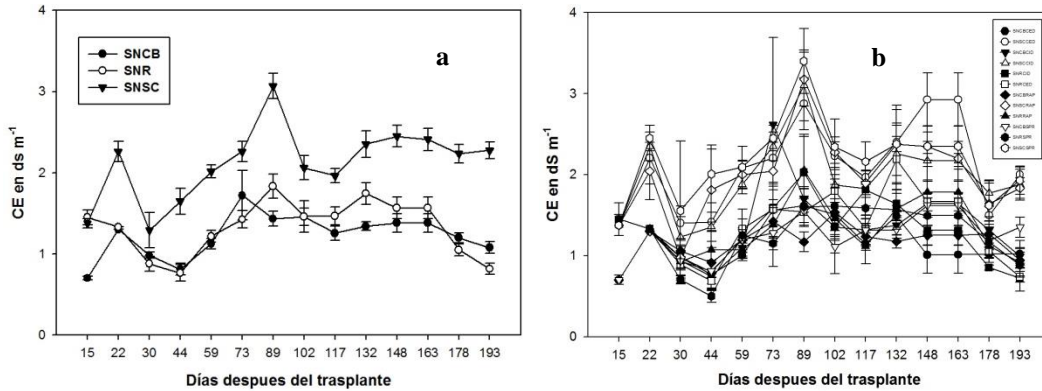 a
SNCB
SNR
SNSC
CE en dS m-1
4
3
2
1
0
15 22 30 44 59 73 89 102 117 132 148 163 178 193
Días despues del trasplante
b
CE en dS m-1
4
3
2
1
0
15 22 30 44 59 73 89 102 117 132 148 163 178 193
Días despues del trasplante